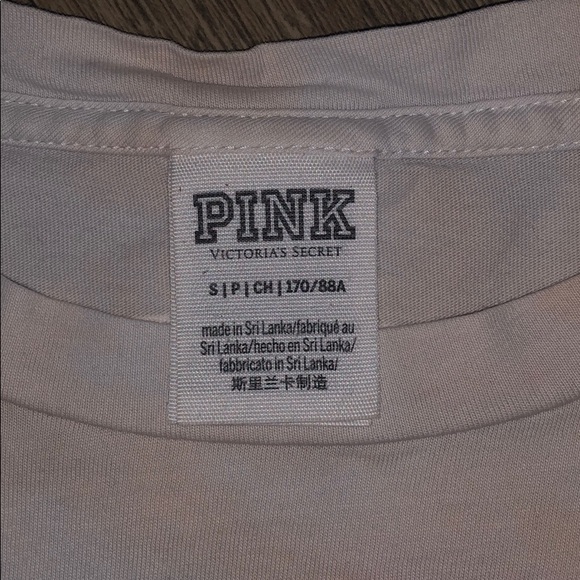 PINK
VICTORIA'S SECRET
S | P | CH | 170/88A
made in Sri Lanka/fabriqué au
Sri Lanka/hecho en Sri Lanka/
fabbricato in Sri Lanka/
斯里兰卡制造